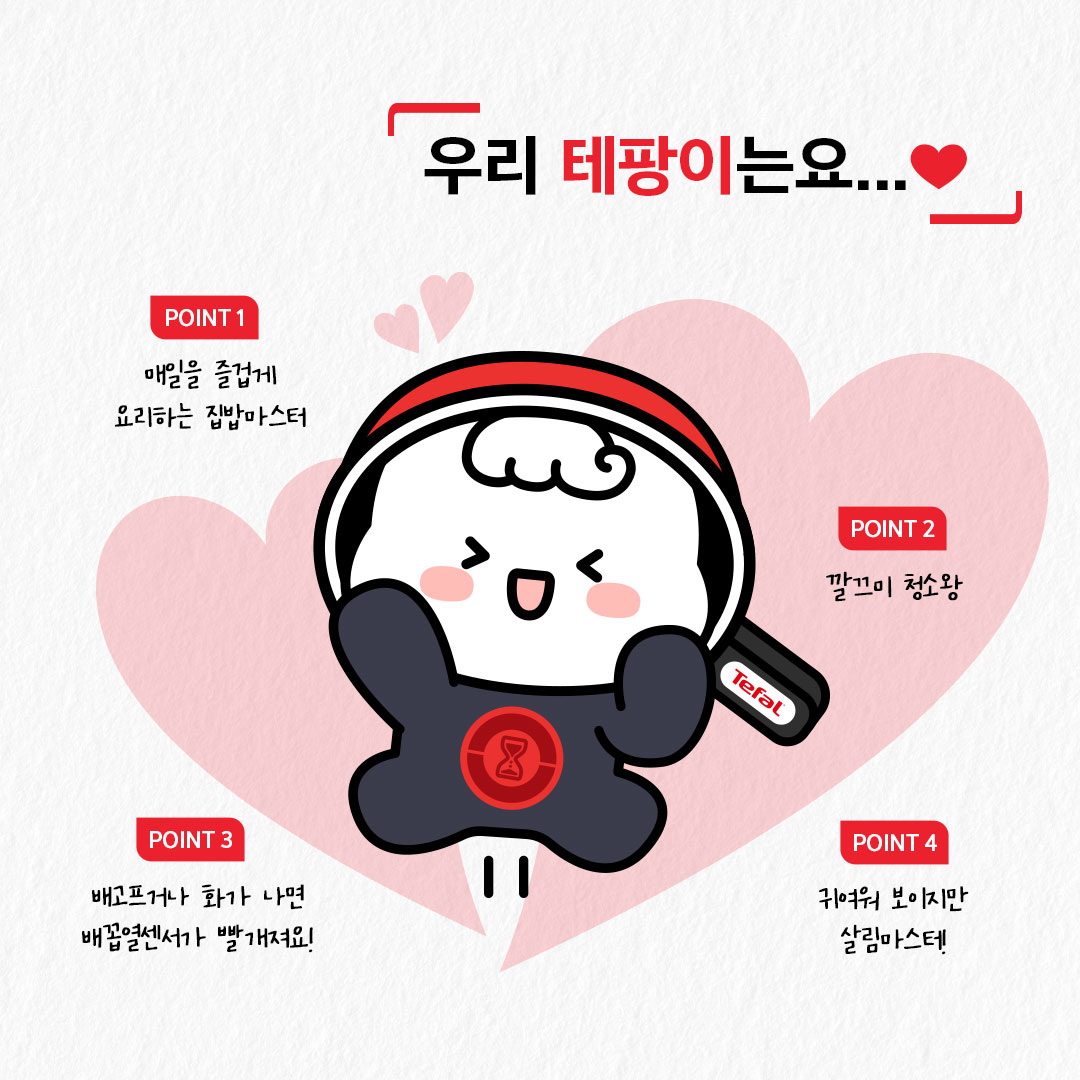 우리 테팡이는요...
POINT 1
매일을 즐겁게
요리하는 집밥마스터
POINT 2
깔끄미 청소왕
Tefal
POINT 3
배고프거나 화가 나면
배꼽열센서가 빨개져요!
POINT 4
귀여워 보이지만
살림마스터!